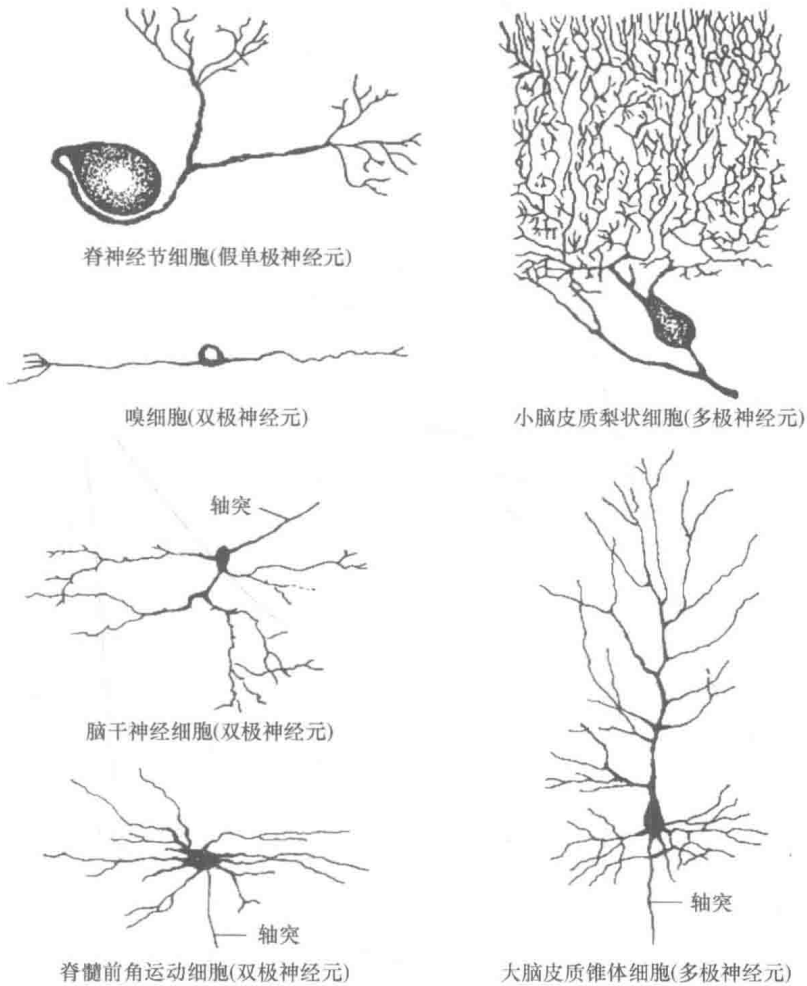 脊神经节细胞(假单极神经元)
嗅细胞(双极神经元)
小脑皮质梨状细胞(多极神经元)
轴突
脑干神经细胞(双极神经元)
轴突
脊髓前角运动细胞(双极神经元)
轴突
大脑皮质锥体细胞(多极神经元)